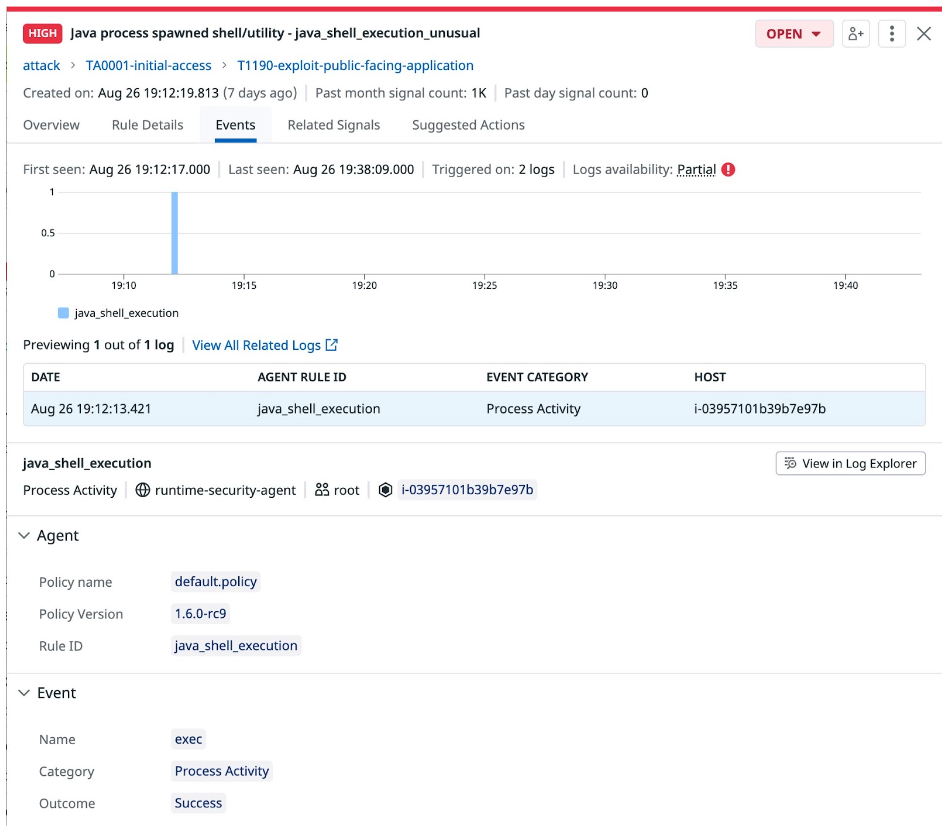 HIGH Java process spawned shell/utility - java_shell_execution_unusual OPEN
attack > TA0001-initial-access > T1190-exploit-public-facing-application
Created on: Aug 26 19:12:19.813 (7 days ago) | Past month signal count: 1K | Past day signal count: 0
Overview Rule Details Events Related Signals Suggested Actions
First seen: Aug 26 19:12:17.000 | Last seen: Aug 26 19:38:09.000 | Triggered on: 2 logs | Logs availability: Partial
1
0.5
0
19:10 19:15 19:20 19:25 19:30 19:35 19:40
java_shell_execution
Previewing 1 out of 1 log | View All Related Logs
DATE AGENT RULE ID EVENT CATEGORY HOST
Aug 26 19:12:13.421 java_shell_execution Process Activity i-03957101b39b7e97b
java_shell_execution View in Log Explorer
Process Activity | runtime-security-agent | root | i-03957101b39b7e97b
Agent
Policy name default.policy
Policy Version 1.6.0-rc9
Rule ID java_shell_execution
Event
Name exec
Category Process Activity
Outcome Success